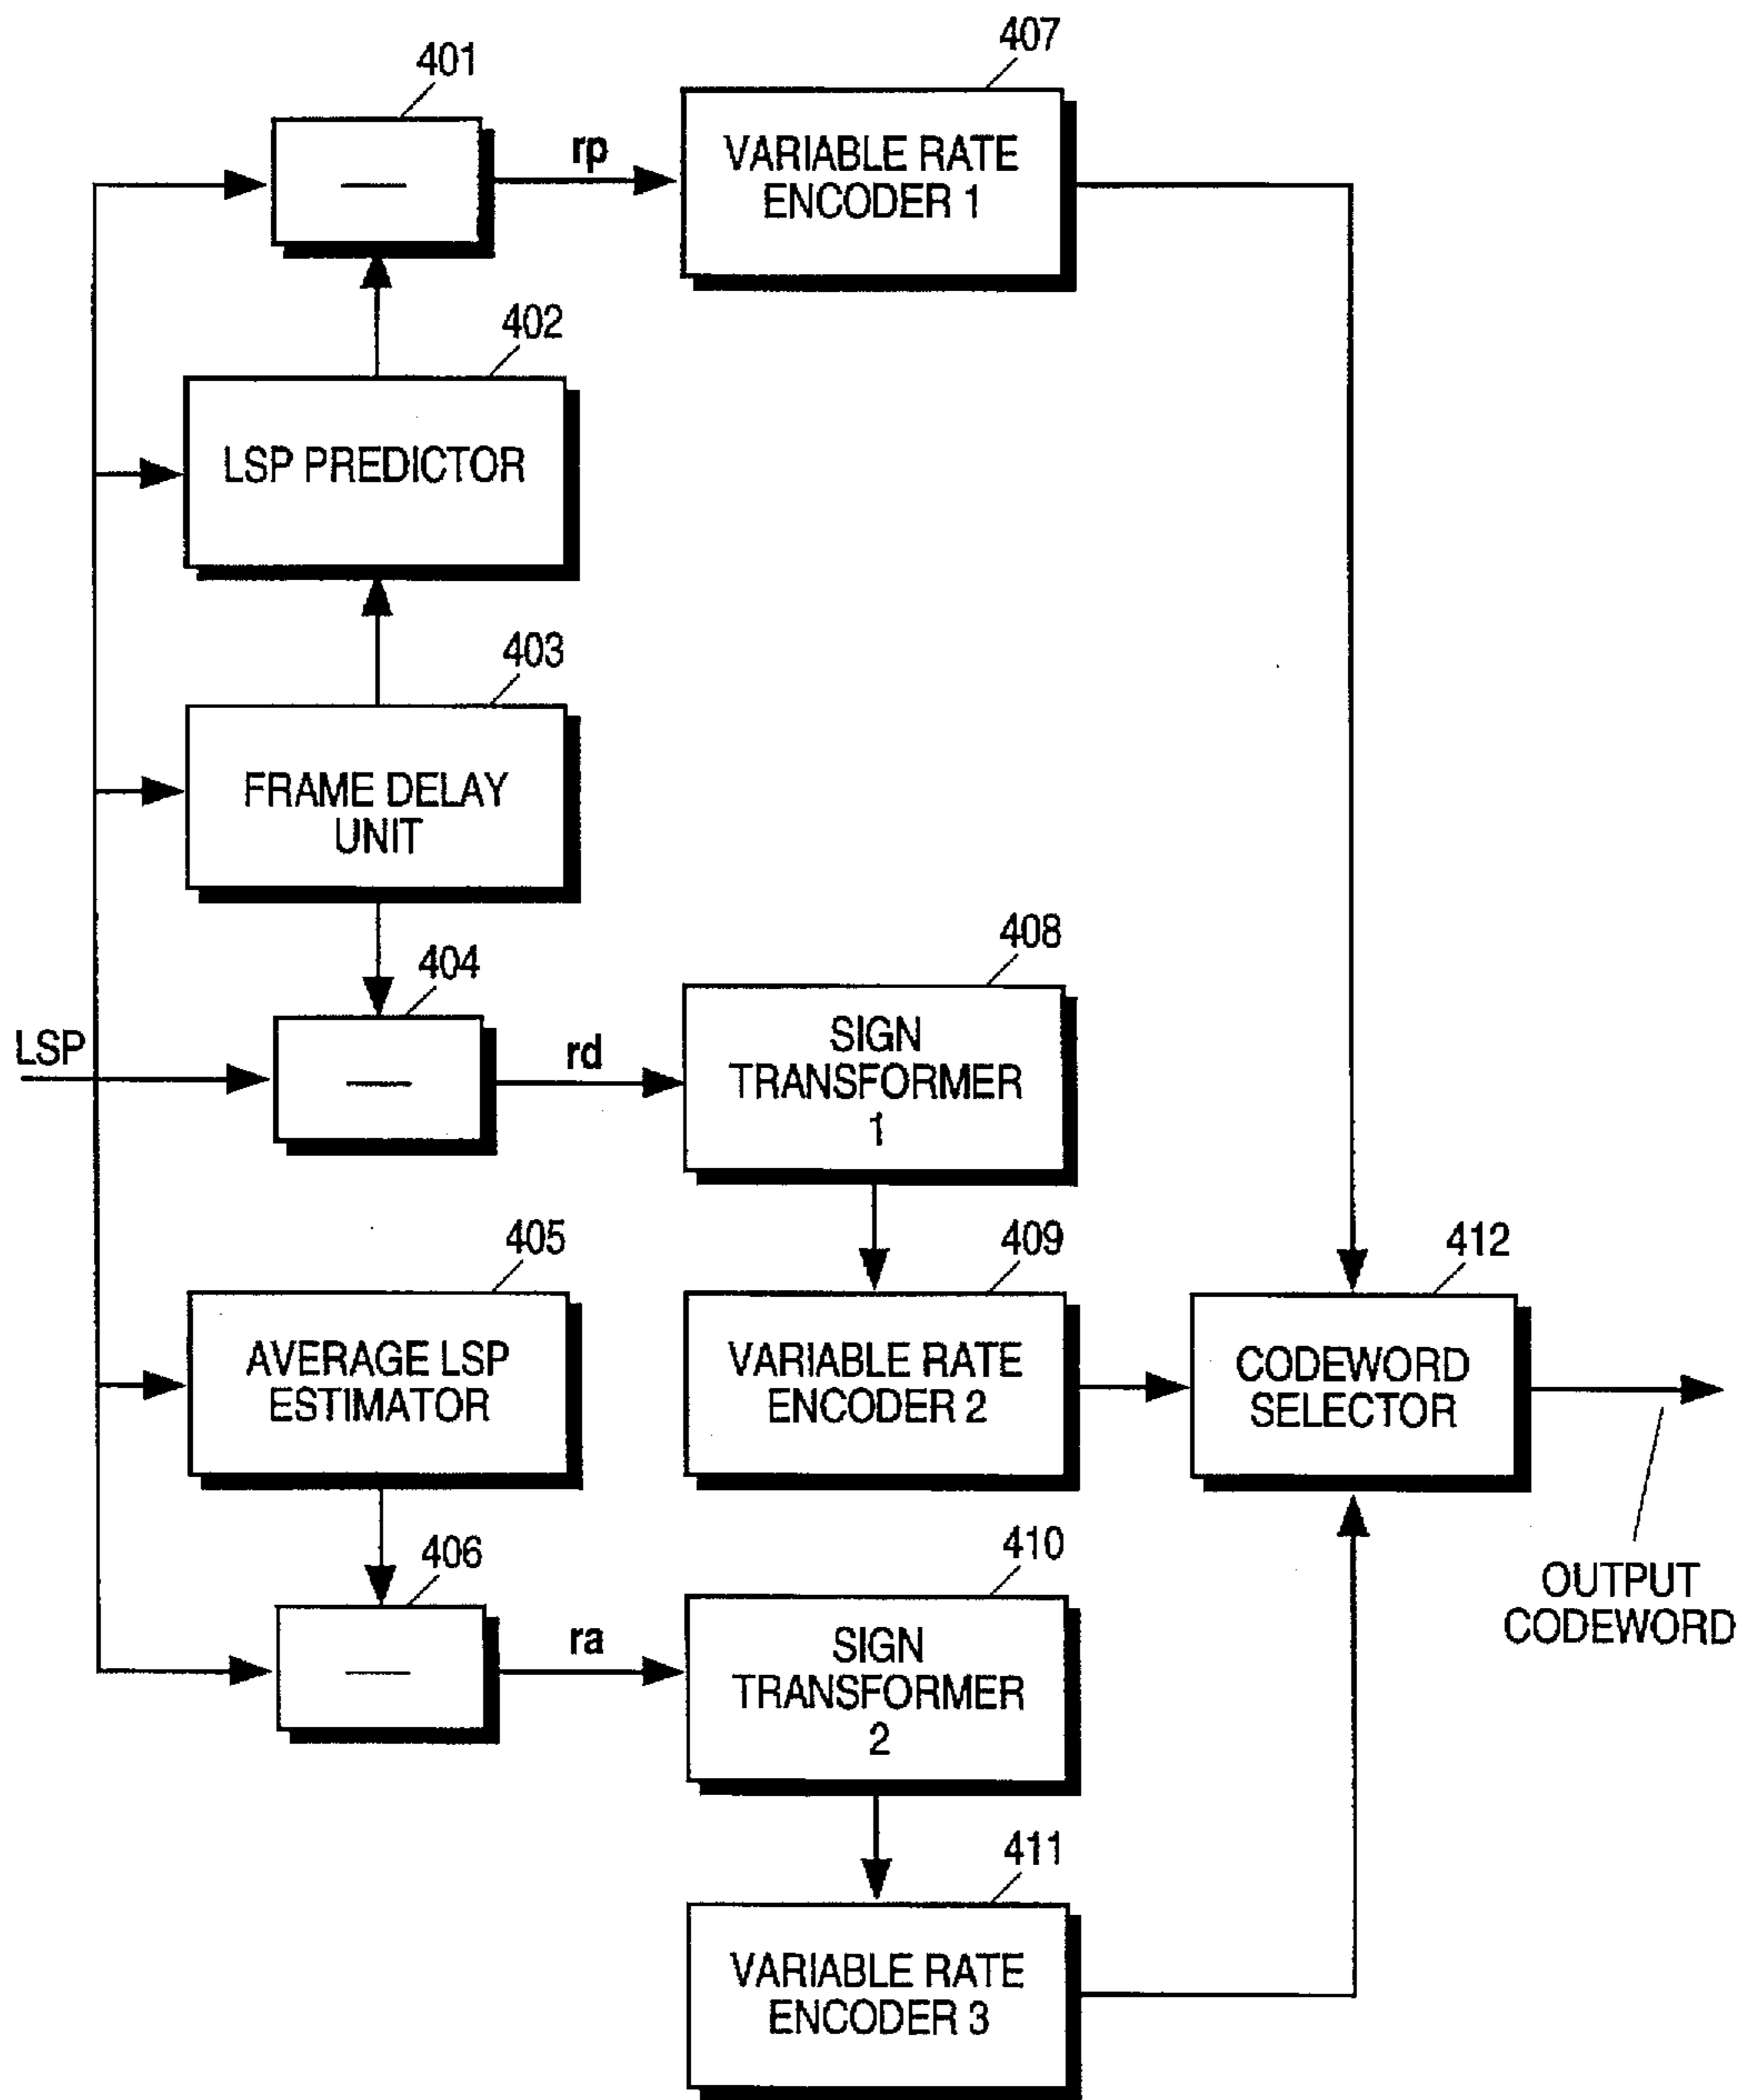 401
407
rp
VARIABLE RATE
ENCODER 1
402
LSP PREDICTOR
403
FRAME DELAY
UNIT
404
408
LSP
rd
SIGN
TRANSFORMER
1
405
409
412
AVERAGE LSP
ESTIMATOR
VARIABLE RATE
ENCODER 2
CODEWORD
SELECTOR
406
410
OUTPUT
CODEWORD
ra
SIGN
TRANSFORMER
2
411
VARIABLE RATE
ENCODER 3